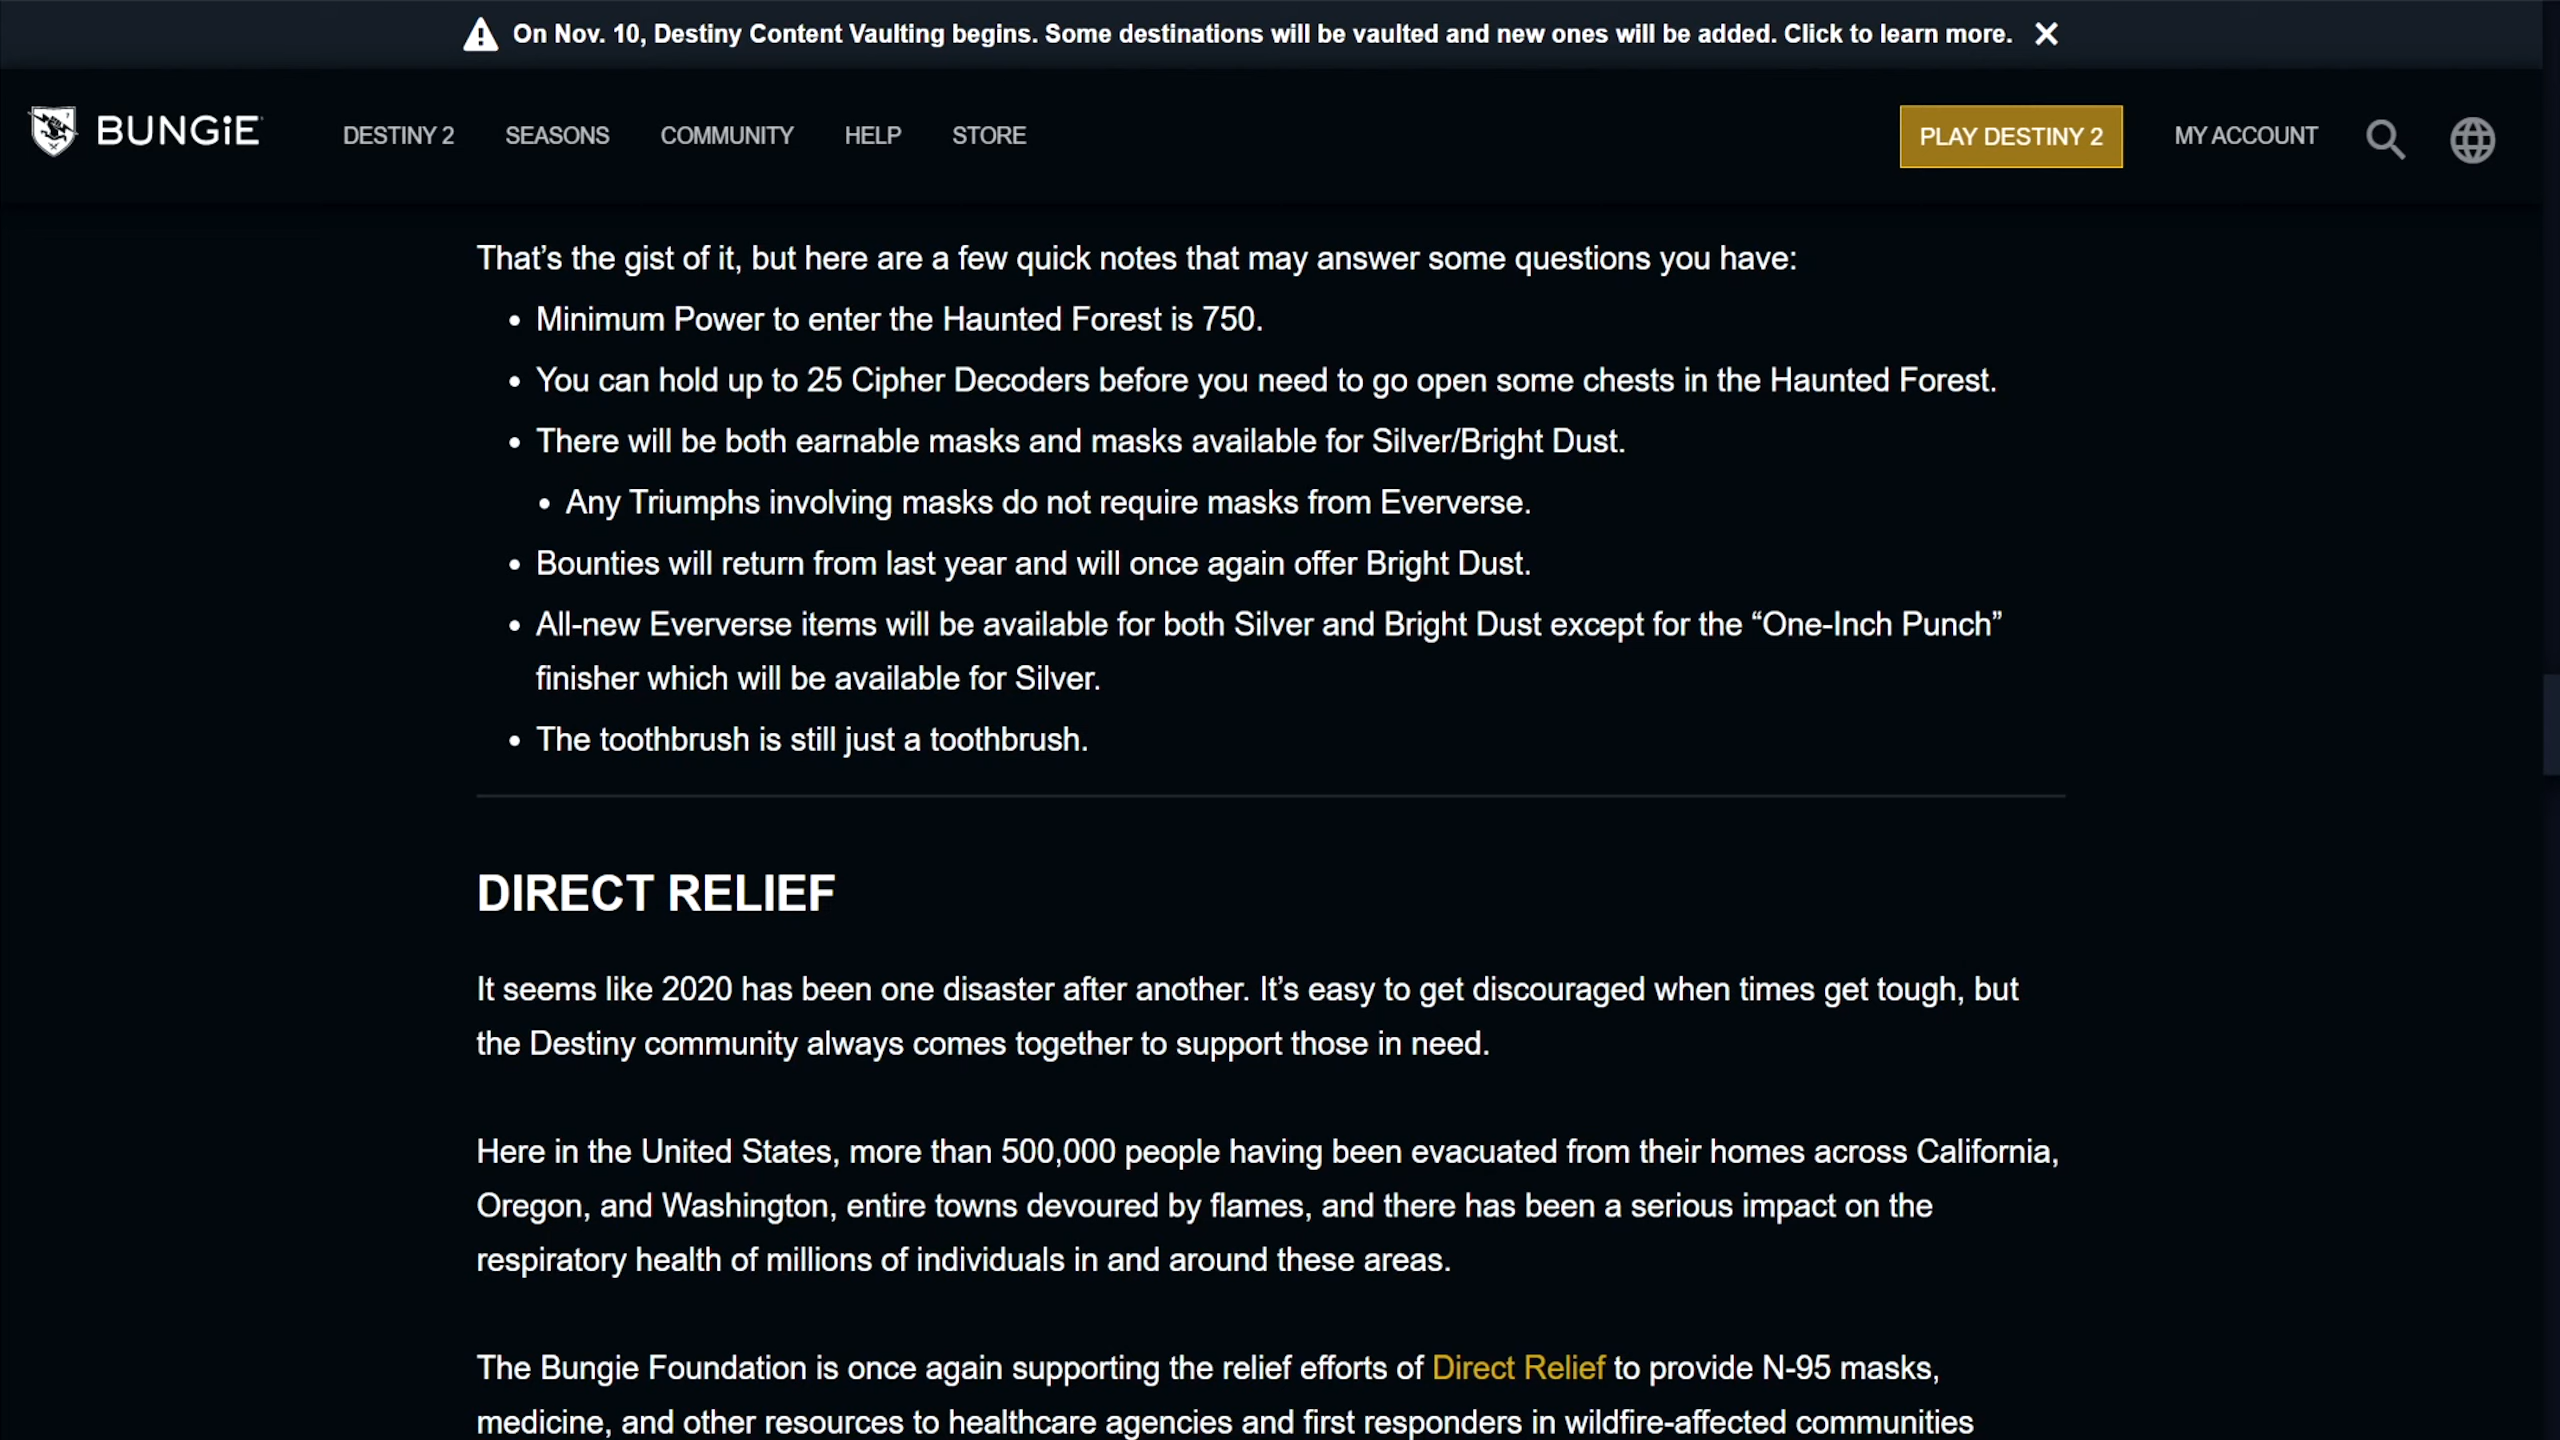 On Nov. 10, Destiny Content Vaulting begins. Some destinations will be vaulted and new ones will be added. Click to learn more.
BUNGiE
DESTINY 2
SEASONS
COMMUNITY
HELP
STORE
PLAY DESTINY 2
MY ACCOUNT
That’s the gist of it, but here are a few quick notes that may answer some questions you have:
• Minimum Power to enter the Haunted Forest is 750.
• You can hold up to 25 Cipher Decoders before you need to go open some chests in the Haunted Forest.
• There will be both earnable masks and masks available for Silver/Bright Dust.
• Any Triumphs involving masks do not require masks from Eververse.
• Bounties will return from last year and will once again offer Bright Dust.
• All-new Eververse items will be available for both Silver and Bright Dust except for the “One-Inch Punch”
finisher which will be available for Silver.
• The toothbrush is still just a toothbrush.
DIRECT RELIEF
It seems like 2020 has been one disaster after another. It’s easy to get discouraged when times get tough, but
the Destiny community always comes together to support those in need.
Here in the United States, more than 500,000 people having been evacuated from their homes across California,
Oregon, and Washington, entire towns devoured by flames, and there has been a serious impact on the
respiratory health of millions of individuals in and around these areas.
The Bungie Foundation is once again supporting the relief efforts of Direct Relief to provide N-95 masks,
medicine, and other resources to healthcare agencies and first responders in wildfire-affected communities